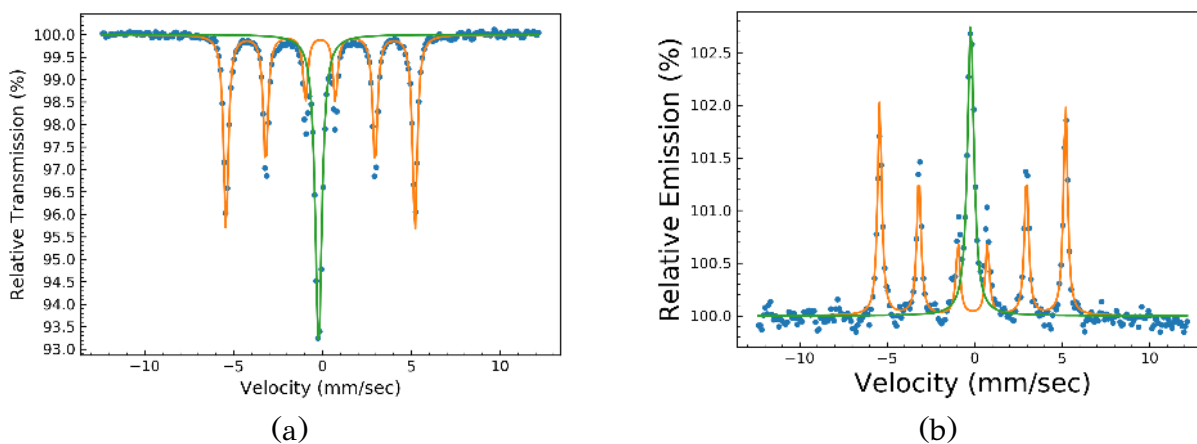 100.0
99.5
99.0
98.5
98.0
97.5
97.0
96.5
96.0
95.5
95.0
94.5
94.0
93.5
93.0
Relative Transmission (%)
−10 −5 0 5 10
Velocity (mm/sec)
(a)
102.5
102.0
101.5
101.0
100.5
100.0
Relative Emission (%)
−10 −5 0 5 10
Velocity (mm/sec)
(b)